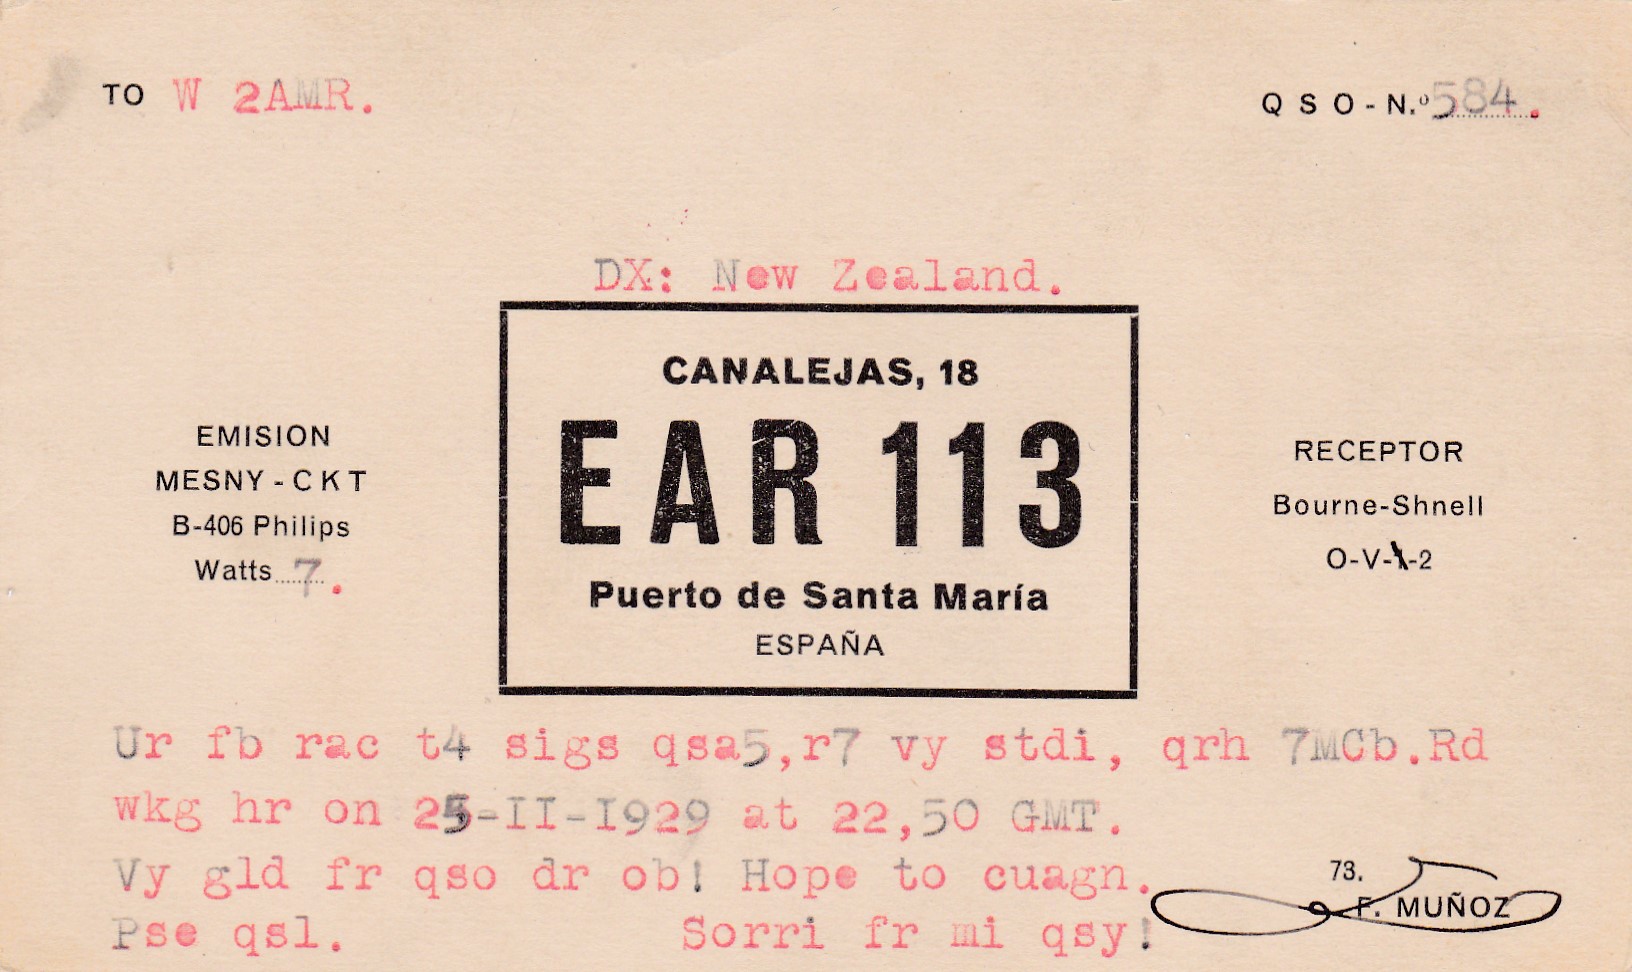 TO W 2AMR.
QSO-N.º 584.
DX: New Zealand.
CANALEJAS, 18
EAR 113
Puerto de Santa María
ESPAÑA
EMISION
MESNY-CKT
B-406 Philips
Watts 7.
RECEPTOR
Bourne-Shnell
O-V-1-2
Ur fb rac t4 sigs qsa5,r7 vy stdi, qrh 7MCb.Rd
wkg hr on 25-II-I929 at 22,50 GMT.
Vy gld fr qso dr ob! Hope to cuagn.
Pse qsl. Sorri fr mi qsy!
73.
F. MUÑOZ